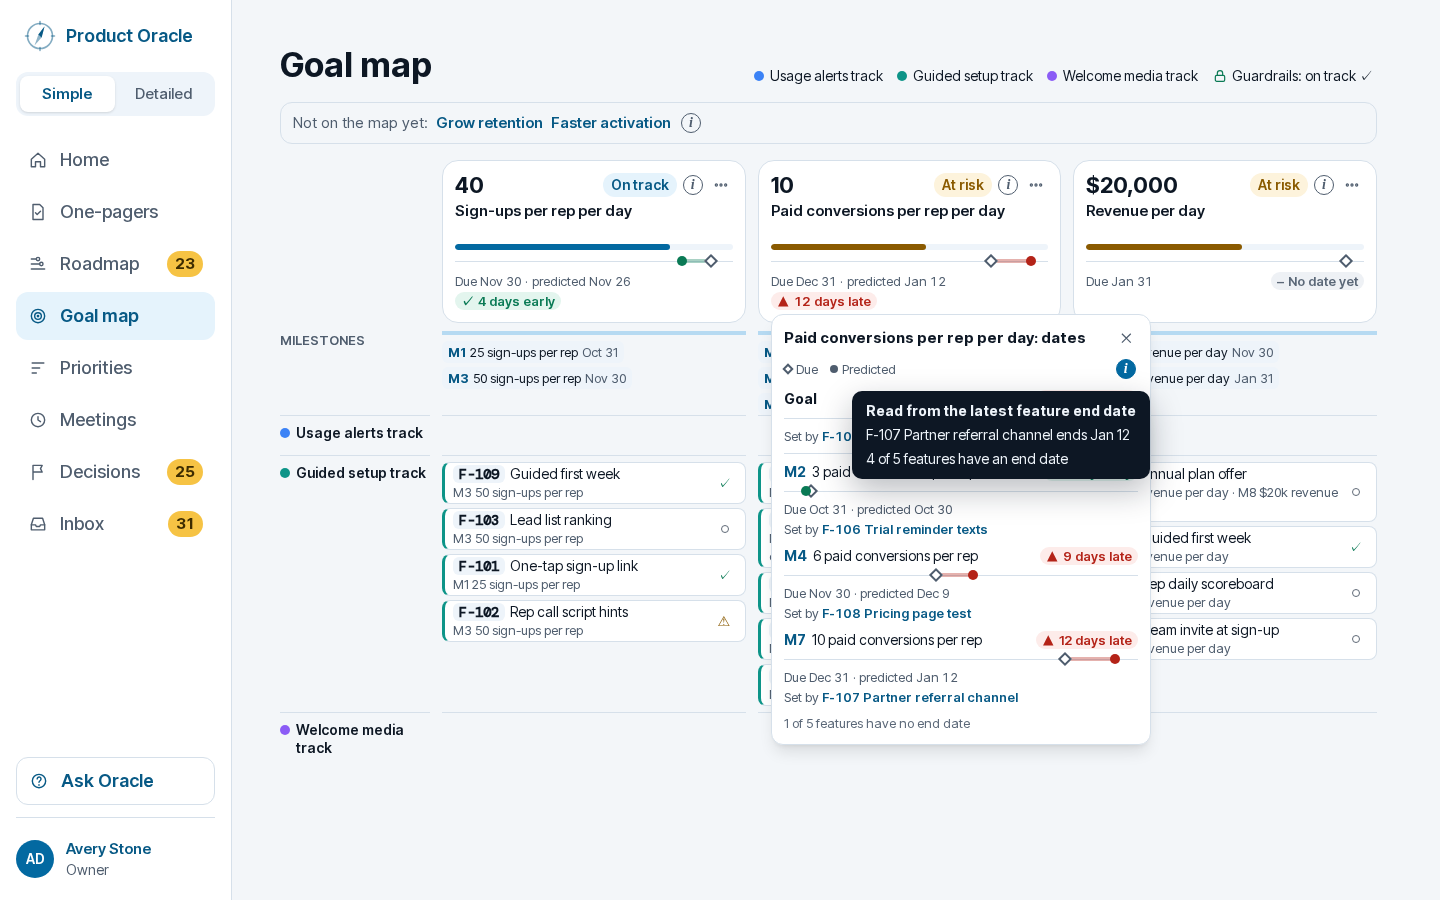 Product Oracle
Simple
Detailed
Home
One-pagers
Roadmap
23
Goal map
Priorities
Meetings
Decisions
25
Inbox
31
Ask Oracle
AD
Avery Stone
Owner
Goal map
Usage alerts track
Guided setup track
Welcome media track
Guardrails: on track ✓
Not on the map yet: Grow retention Faster activation i
40
On track
i
•••
Sign-ups per rep per day
Due Nov 30 · predicted Nov 26
✓ 4 days early
10
At risk
i
•••
Paid conversions per rep per day
Due Dec 31 · predicted Jan 12
▲ 12 days late
$20,000
At risk
i
•••
Revenue per day
Due Jan 31
– No date yet
MILESTONES
M1 25 sign-ups per rep Oct 31
M3 50 sign-ups per rep Nov 30
venue per day Nov 30
venue per day Jan 31
Usage alerts track
Guided setup track
F-109 Guided first week
M3 50 sign-ups per rep
✓
F-103 Lead list ranking
M3 50 sign-ups per rep
F-101 One-tap sign-up link
M1 25 sign-ups per rep
✓
F-102 Rep call script hints
M3 50 sign-ups per rep
⚠
Paid conversions per rep per day: dates
Due
Predicted
i
Goal
Set by F-10
Read from the latest feature end date
F-107 Partner referral channel ends Jan 12
4 of 5 features have an end date
M2 3 paid
Due Oct 31 · predicted Oct 30
Set by F-106 Trial reminder texts
M4 6 paid conversions per rep
▲ 9 days late
Due Nov 30 · predicted Dec 9
Set by F-108 Pricing page test
M7 10 paid conversions per rep
▲ 12 days late
Due Dec 31 · predicted Jan 12
Set by F-107 Partner referral channel
1 of 5 features have no end date
nnual plan offer
venue per day · M8 $20k revenue
uided first week
venue per day
✓
ep daily scoreboard
venue per day
eam invite at sign-up
venue per day
Welcome media
track